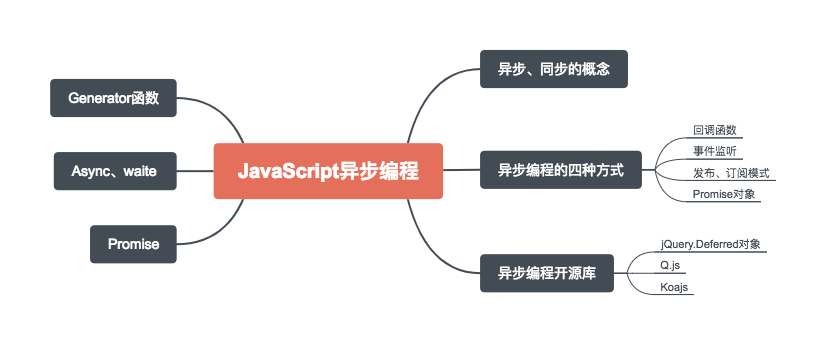 JavaScript异步编程
异步、同步的概念
异步编程的四种方式
回调函数
事件监听
发布、订阅模式
Promise对象
异步编程开源库
jQuery.Deferred对象
Q.js
Koajs
Generator函数
Async、waite
Promise